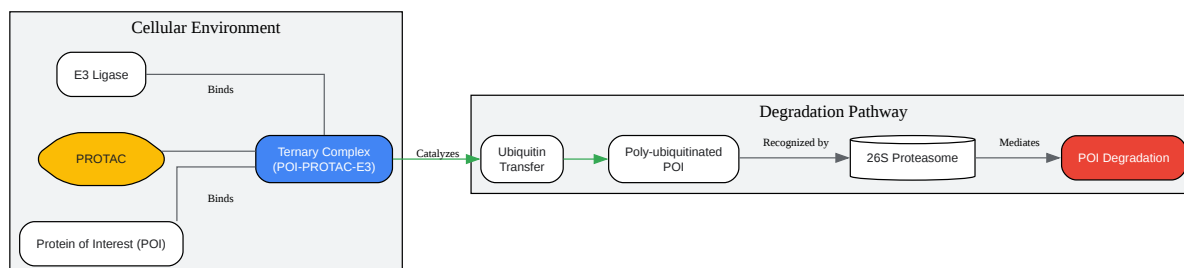 Cellular Environment
E3 Ligase
Binds
PROTAC
Ternary Complex
(POI-PROTAC-E3)
Binds
Protein of Interest (POI)
Catalyzes
Degradation Pathway
Ubiquitin
Transfer
Poly-ubiquitinated
POI
Recognized by
26S Proteasome
Mediates
POI Degradation